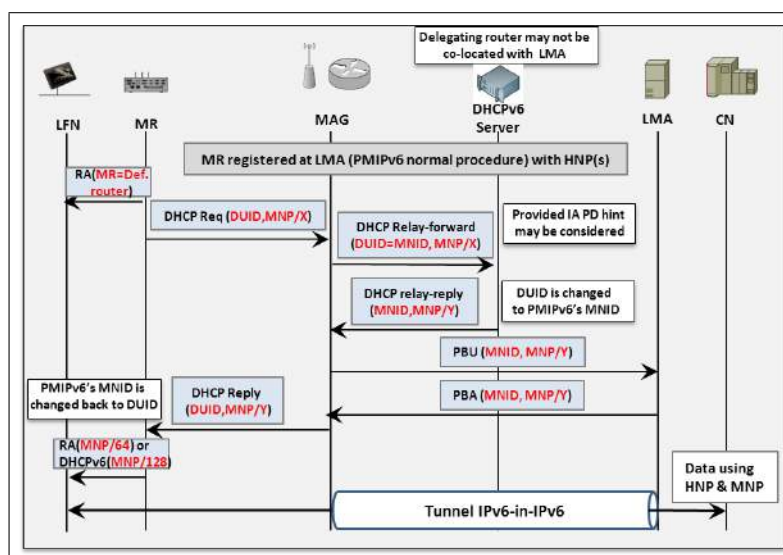 Delegating router may not be
co-located with LMA
LFN
MR
MAG
DHCPv6
Server
LMA
CN
MR registered at LMA (PMIPv6 normal procedure) with HNP(s)
RA(MR=Def.
router)
DHCP Req (DUID,MNP/X)
DHCP Relay-forward
(DUID=MNID, MNP/X)
Provided IA PD hint
may be considered
DHCP relay-reply
(MNID,MNP/Y)
DUID is changed
to PMIPv6's MNID
PBU (MNID, MNP/Y)
PMIPv6's MNID is
changed back to DUID
DHCP Reply
(DUID,MNP/Y)
PBA (MNID, MNP/Y)
RA(MNP/64) or
DHCPv6(MNP/128)
Data using
HNP & MNP
Tunnel IPv6-in-IPv6